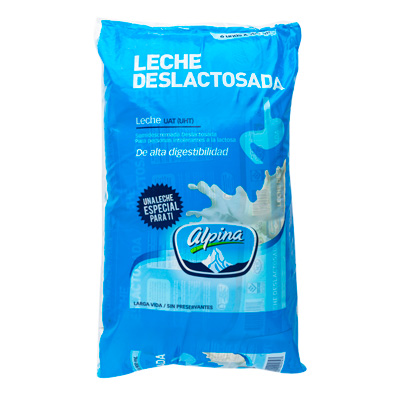 LECHE
DESLACTOSADA
Leche UAT (UHT)
De alta digestibilidad
UNA LECHE
ESPECIAL
PARA TI
alpina
LARGA VIDA / SIN PRESERVANTES